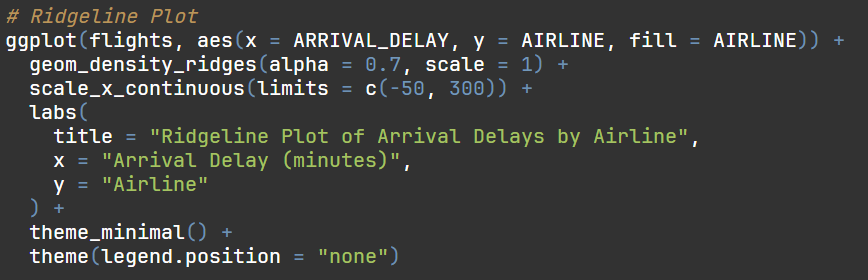 # Ridgeline Plot
ggplot(flights, aes(x = ARRIVAL_DELAY, y = AIRLINE, fill = AIRLINE)) +
  geom_density_ridges(alpha = 0.7, scale = 1) +
  scale_x_continuous(limits = c(-50, 300)) +
  labs(
    title = "Ridgeline Plot of Arrival Delays by Airline",
    x = "Arrival Delay (minutes)",
    y = "Airline"
  ) +
  theme_minimal() +
  theme(legend.position = "none")